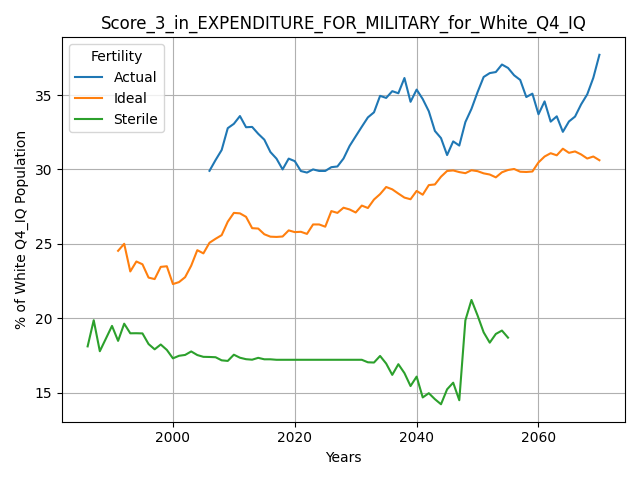 Score_3_in_EXPENDITURE_FOR_MILITARY_for_White_Q4_IQ
Fertility
Actual
Ideal
Sterile
% of White Q4_IQ Population
35
30
25
20
15
2000
2020
2040
2060
Years